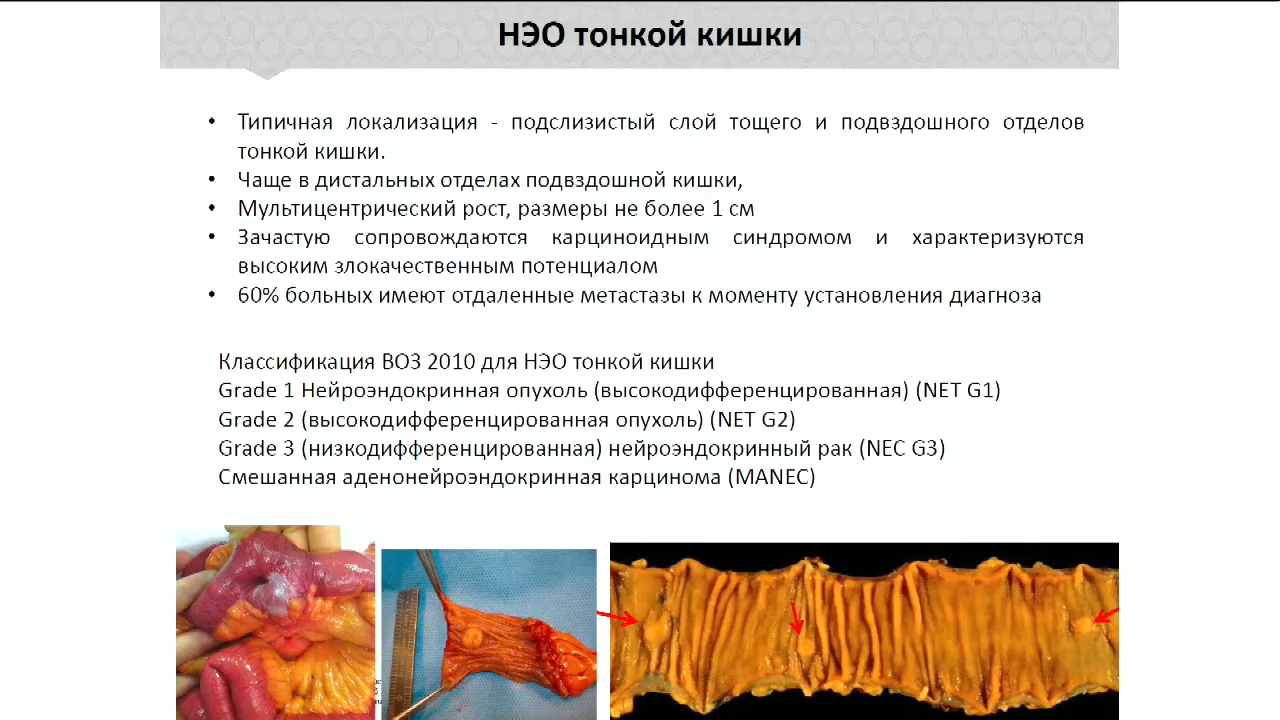 НЭО тонкой кишки
• Типичная локализация - подслизистый слой тощего и подвздошного отделов
тонкой кишки.
• Чаще в дистальных отделах подвздошной кишки,
• Мультицентрический рост, размеры не более 1 см
• Зачастую сопровождаются карциноидным синдромом и характеризуются
высоким злокачественным потенциалом
• 60% больных имеют отдаленные метастазы к моменту установления диагноза
Классификация ВОЗ 2010 для НЭО тонкой кишки
Grade 1 Нейроэндокринная опухоль (высокодифференцированная) (NET G1)
Grade 2 (высокодифференцированная опухоль) (NET G2)
Grade 3 (низкодифференцированная) нейроэндокринный рак (NEC G3)
Смешанная аденонейроэндокринная карцинома (MANEC)